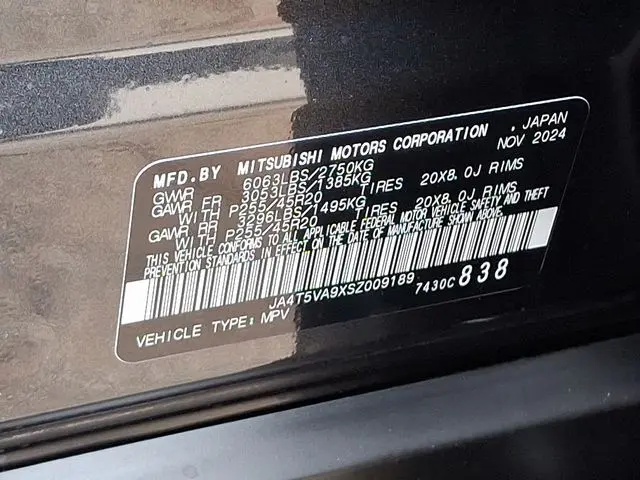 MFD.BY MITSUBISHI MOTORS CORPORATION , JAPAN
NOV 2024
GVWR 6063LBS/2750KG
GAWR FR 3053LBS/1385KG
WITH P255/45R20 TIRES 20X8.0J RIMS
GAWR RR 3296LBS/1495KG
WITH P255/45R20 TIRES 20X8.0J RIMS
THIS VEHICLE CONFORMS TO ALL APPLICABLE FEDERAL MOTOR VEHICLE SAFETY AND THEFT
PREVENTION STANDARDS IN EFFECT ON THE DATE OF MANUFACTURE SHOWN ABOVE.
JA4T5VA9XSZ009189 7430C 838
VEHICLE TYPE: MPV